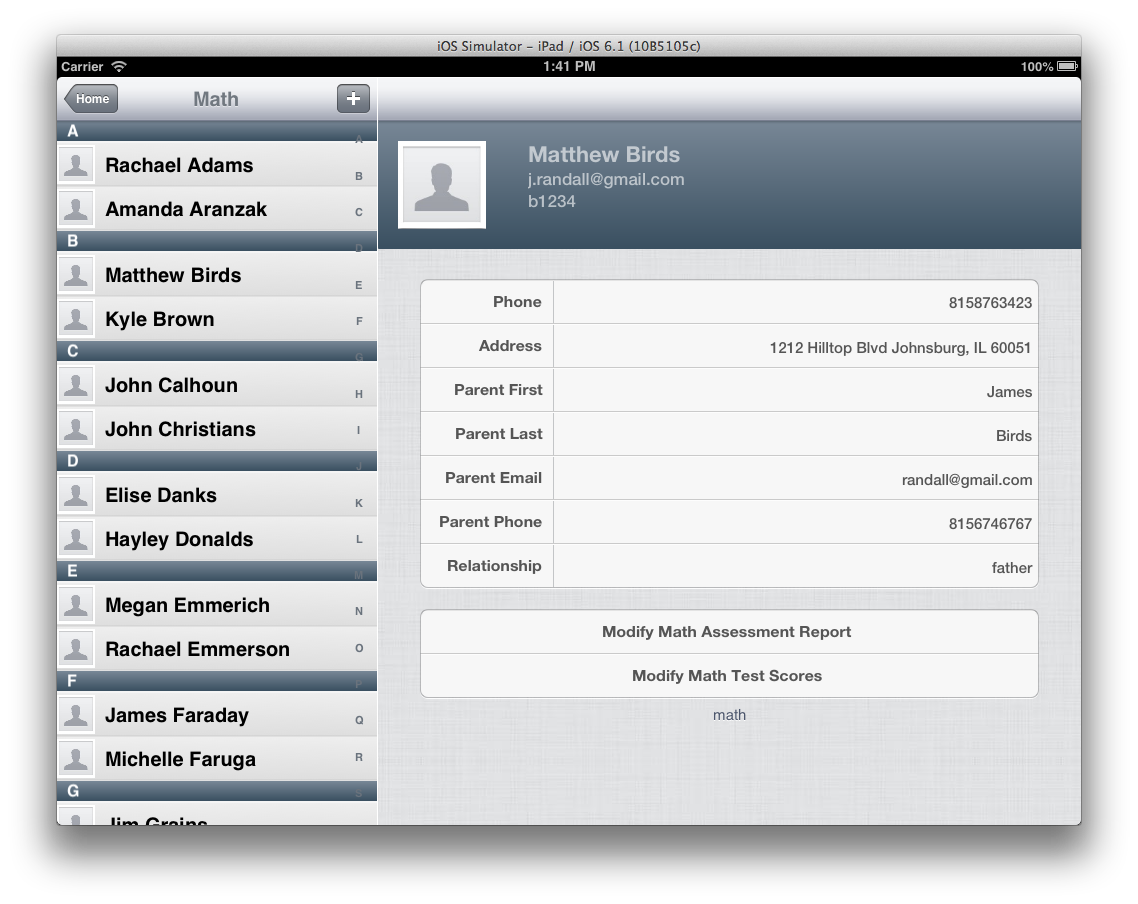 iOS Simulator – iPad / iOS 6.1 (10B5105c)
Carrier 1:41 PM 100%
Home Math +
A
Rachael Adams
Amanda Aranzak
B
Matthew Birds
Kyle Brown
C
John Calhoun
John Christians
D
Elise Danks
Hayley Donalds
E
Megan Emmerich
Rachael Emmerson
F
James Faraday
Michelle Faruga
G
Jim Grains
A
B
C
D
E
F
G
H
I
J
K
L
M
N
O
P
Q
R
S
Matthew Birds
j.randall@gmail.com
b1234
Phone 8158763423
Address 1212 Hilltop Blvd Johnsburg, IL 60051
Parent First James
Parent Last Birds
Parent Email randall@gmail.com
Parent Phone 8156746767
Relationship father
Modify Math Assessment Report
Modify Math Test Scores
math